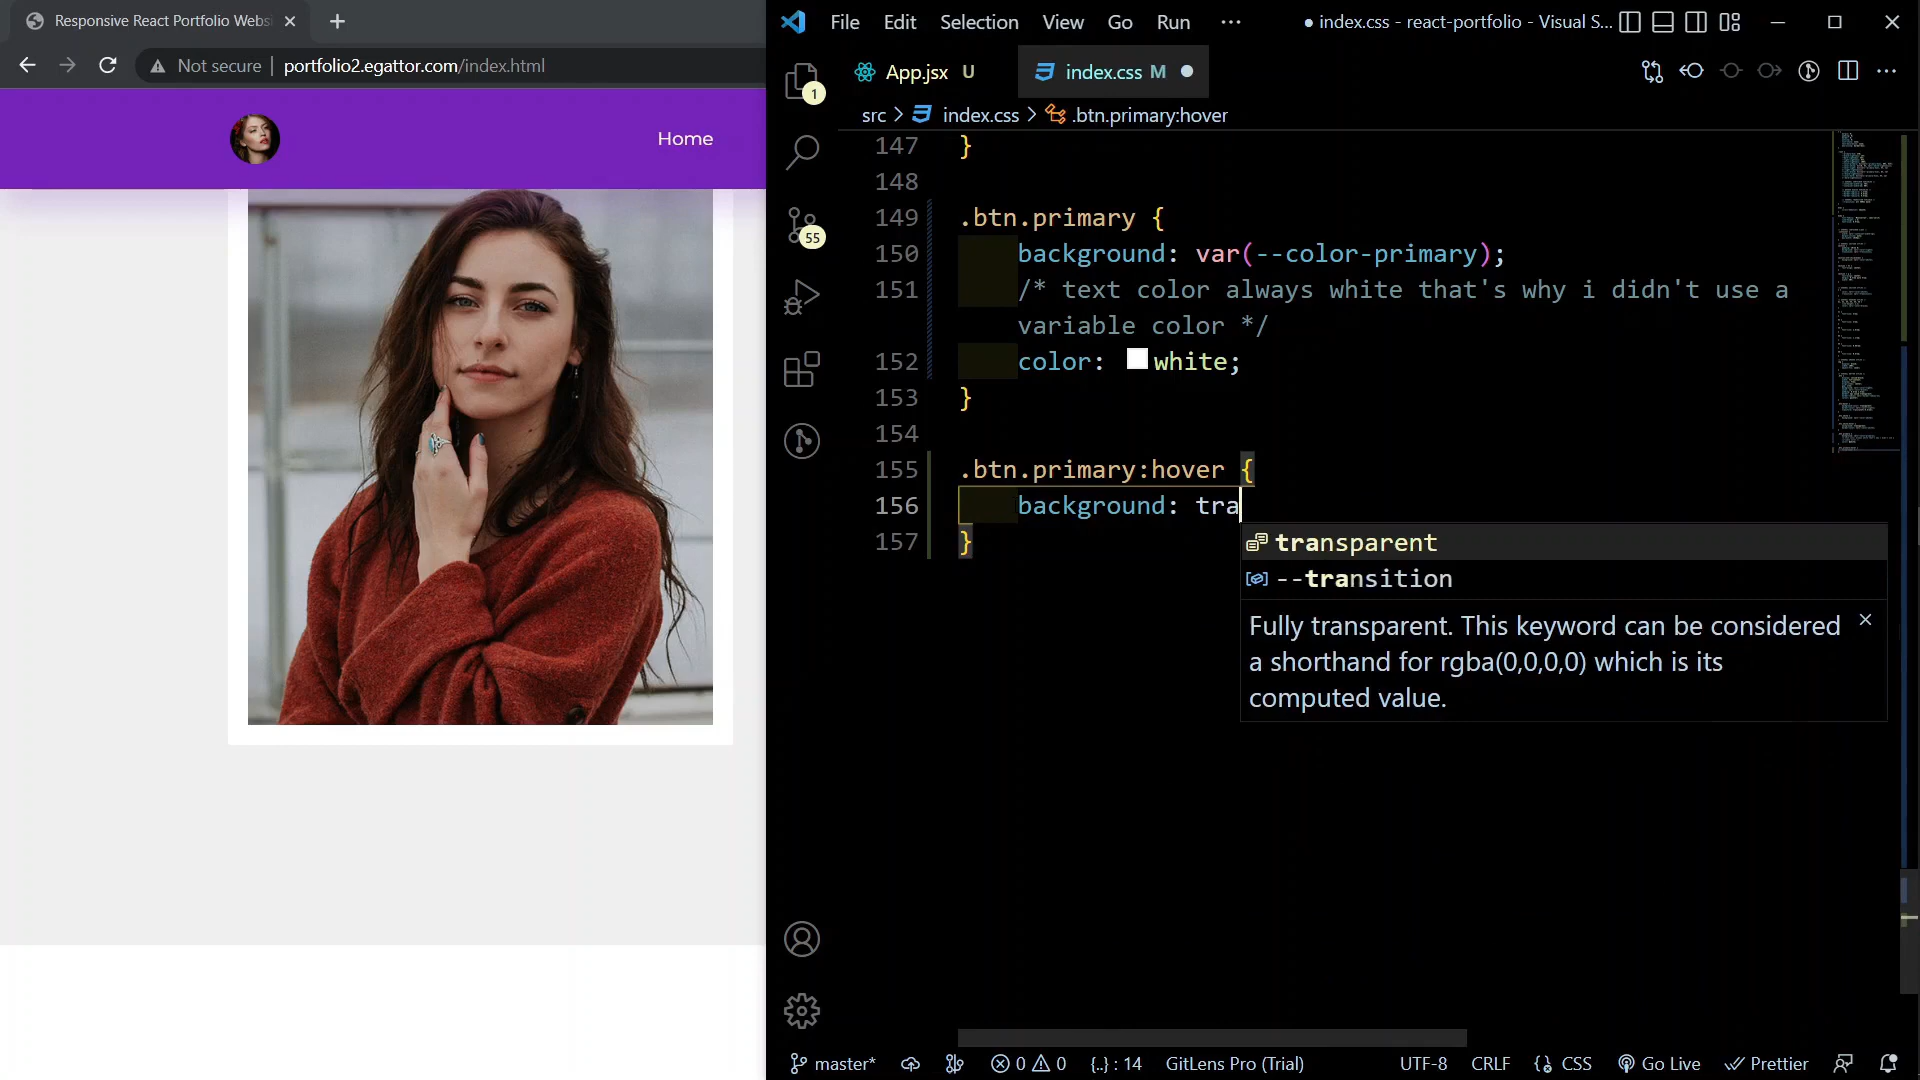 Responsive React Portfolio Websi
Not secure portfolio2.egattor.com/index.html
Home
File Edit Selection View Go Run ··· ● index.css - react-portfolio - Visual S...
App.jsx U index.css M
src > index.css > .btn.primary:hover
1
55
147 }
148
149 .btn.primary {
150 background: var(--color-primary);
151 /* text color always white that's why i didn't use a
variable color */
152 color: white;
153 }
154
155 .btn.primary:hover {
156 background: tra
157 }
transparent
--transition
Fully transparent. This keyword can be considered
a shorthand for rgba(0,0,0,0) which is its
computed value.
master* 0 0 {..} : 14 GitLens Pro (Trial) UTF-8 CRLF CSS Go Live Prettier